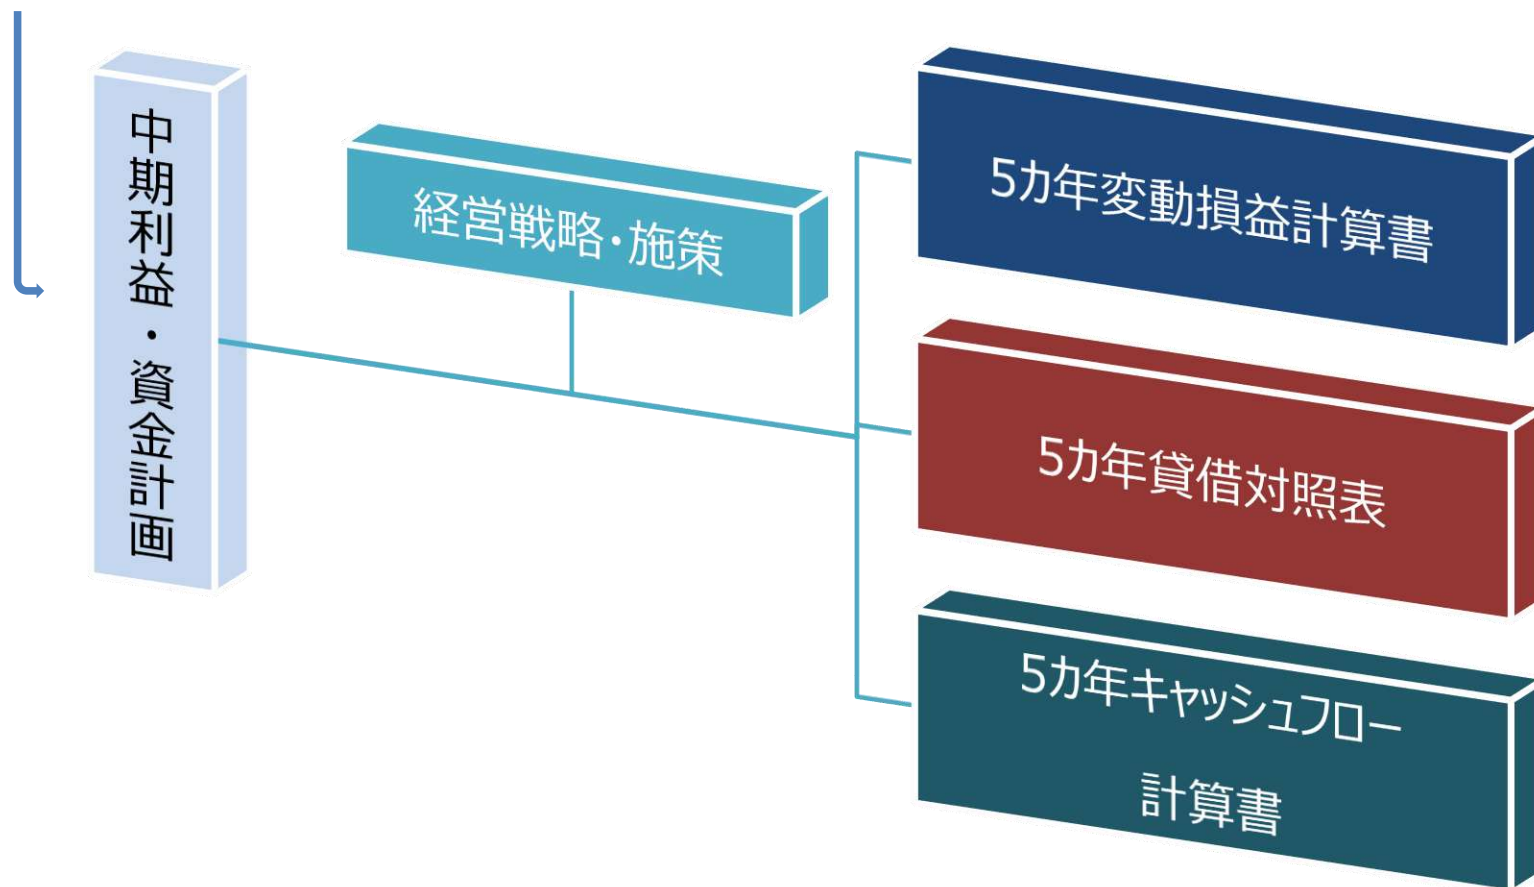 中期利益・資金計画
経営戦略・施策
5カ年変動損益計算書
5カ年貸借対照表
5カ年キャッシュフロー
計算書